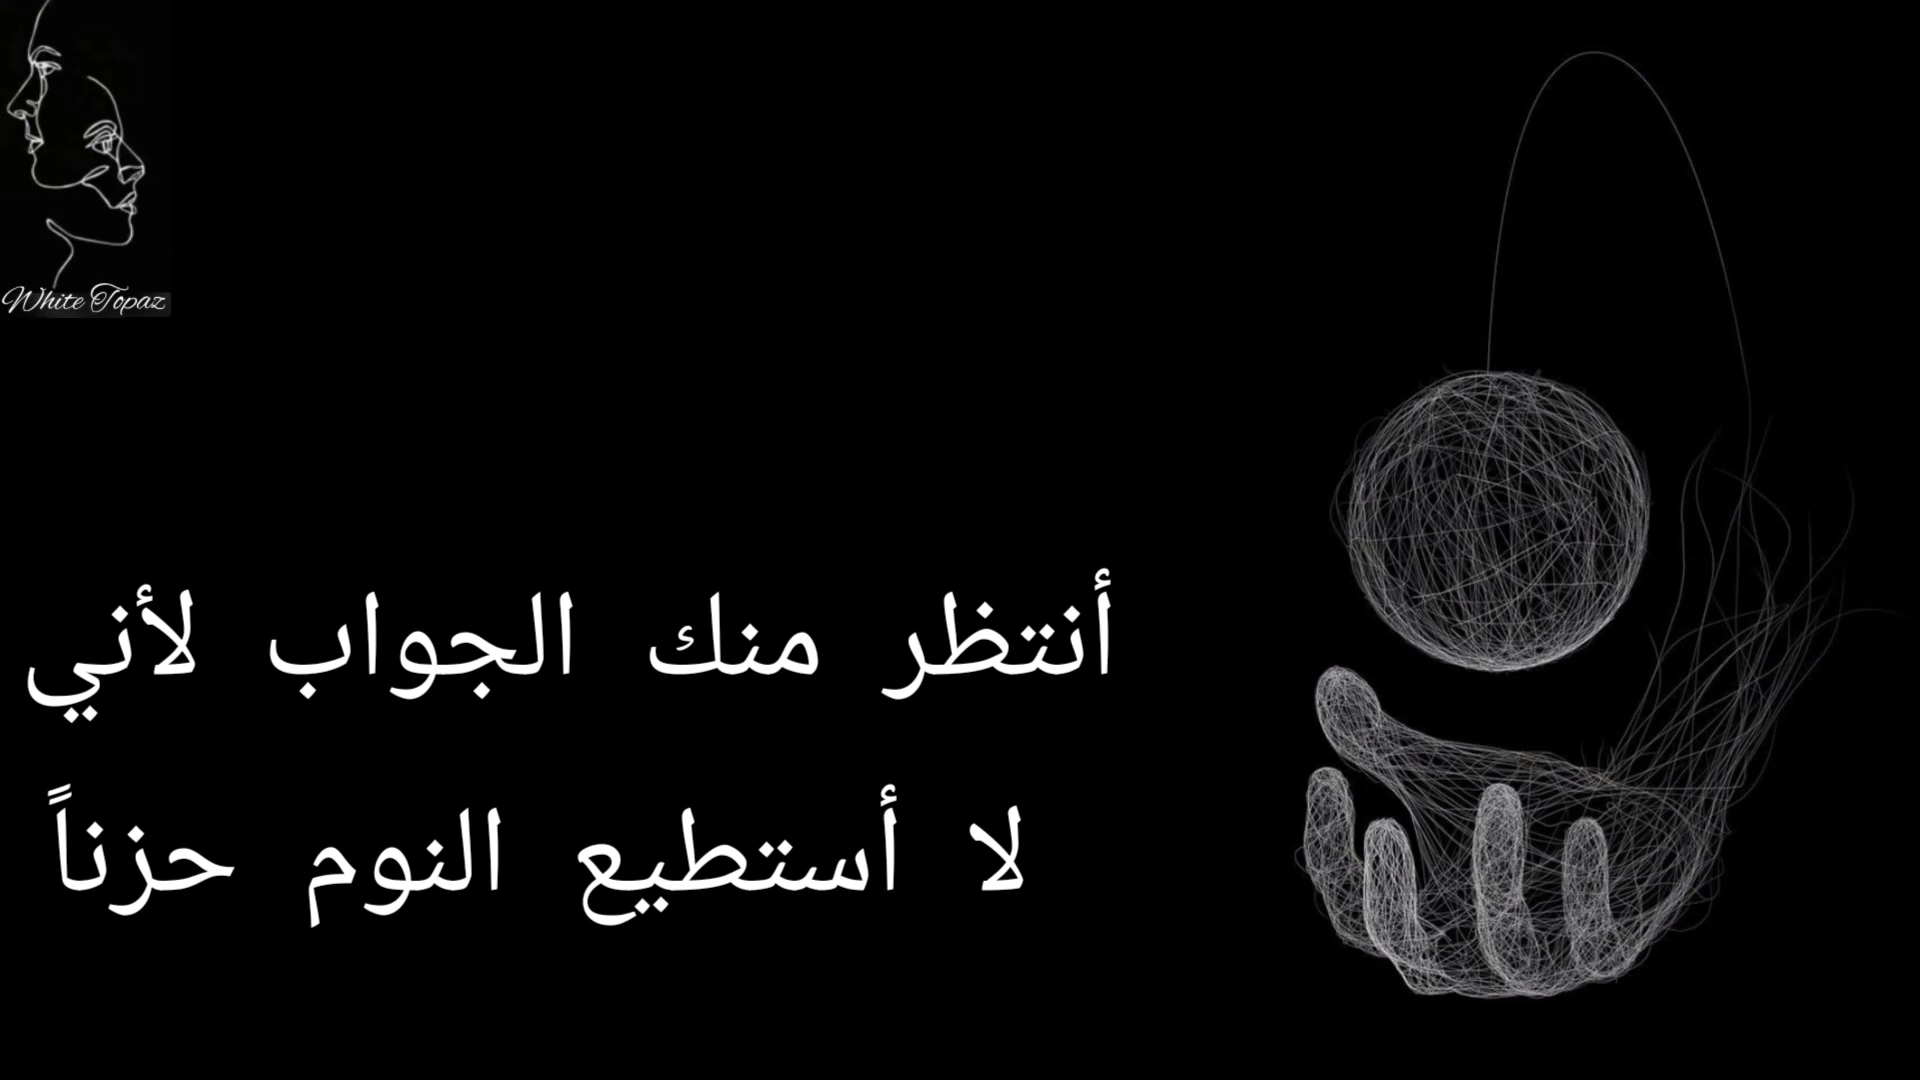 White Topaz
أنتظر منك الجواب لأني
لا أستطيع النوم حزناً